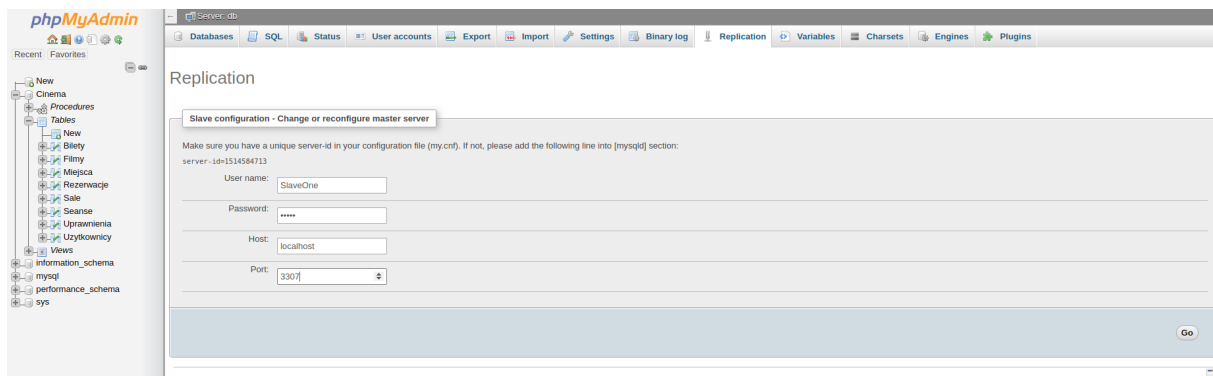 phpMyAdmin
Recent Favorites
New
Cinema
Procedures
Tables
New
Bilety
Filmy
Miejsca
Rezerwacje
Sale
Seanse
Uprawnienia
Uzytkownicy
Views
information_schema
mysql
performance_schema
sys
Server: db
Databases SQL Status User accounts Export Import Settings Binary log Replication Variables Charsets Engines Plugins
Replication
Slave configuration - Change or reconfigure master server
Make sure you have a unique server-id in your configuration file (my.cnf). If not, please add the following line into [mysqld] section:
server-id=1514584713
User name: SlaveOne
Password: •••••
Host: localhost
Port: 3307
Go